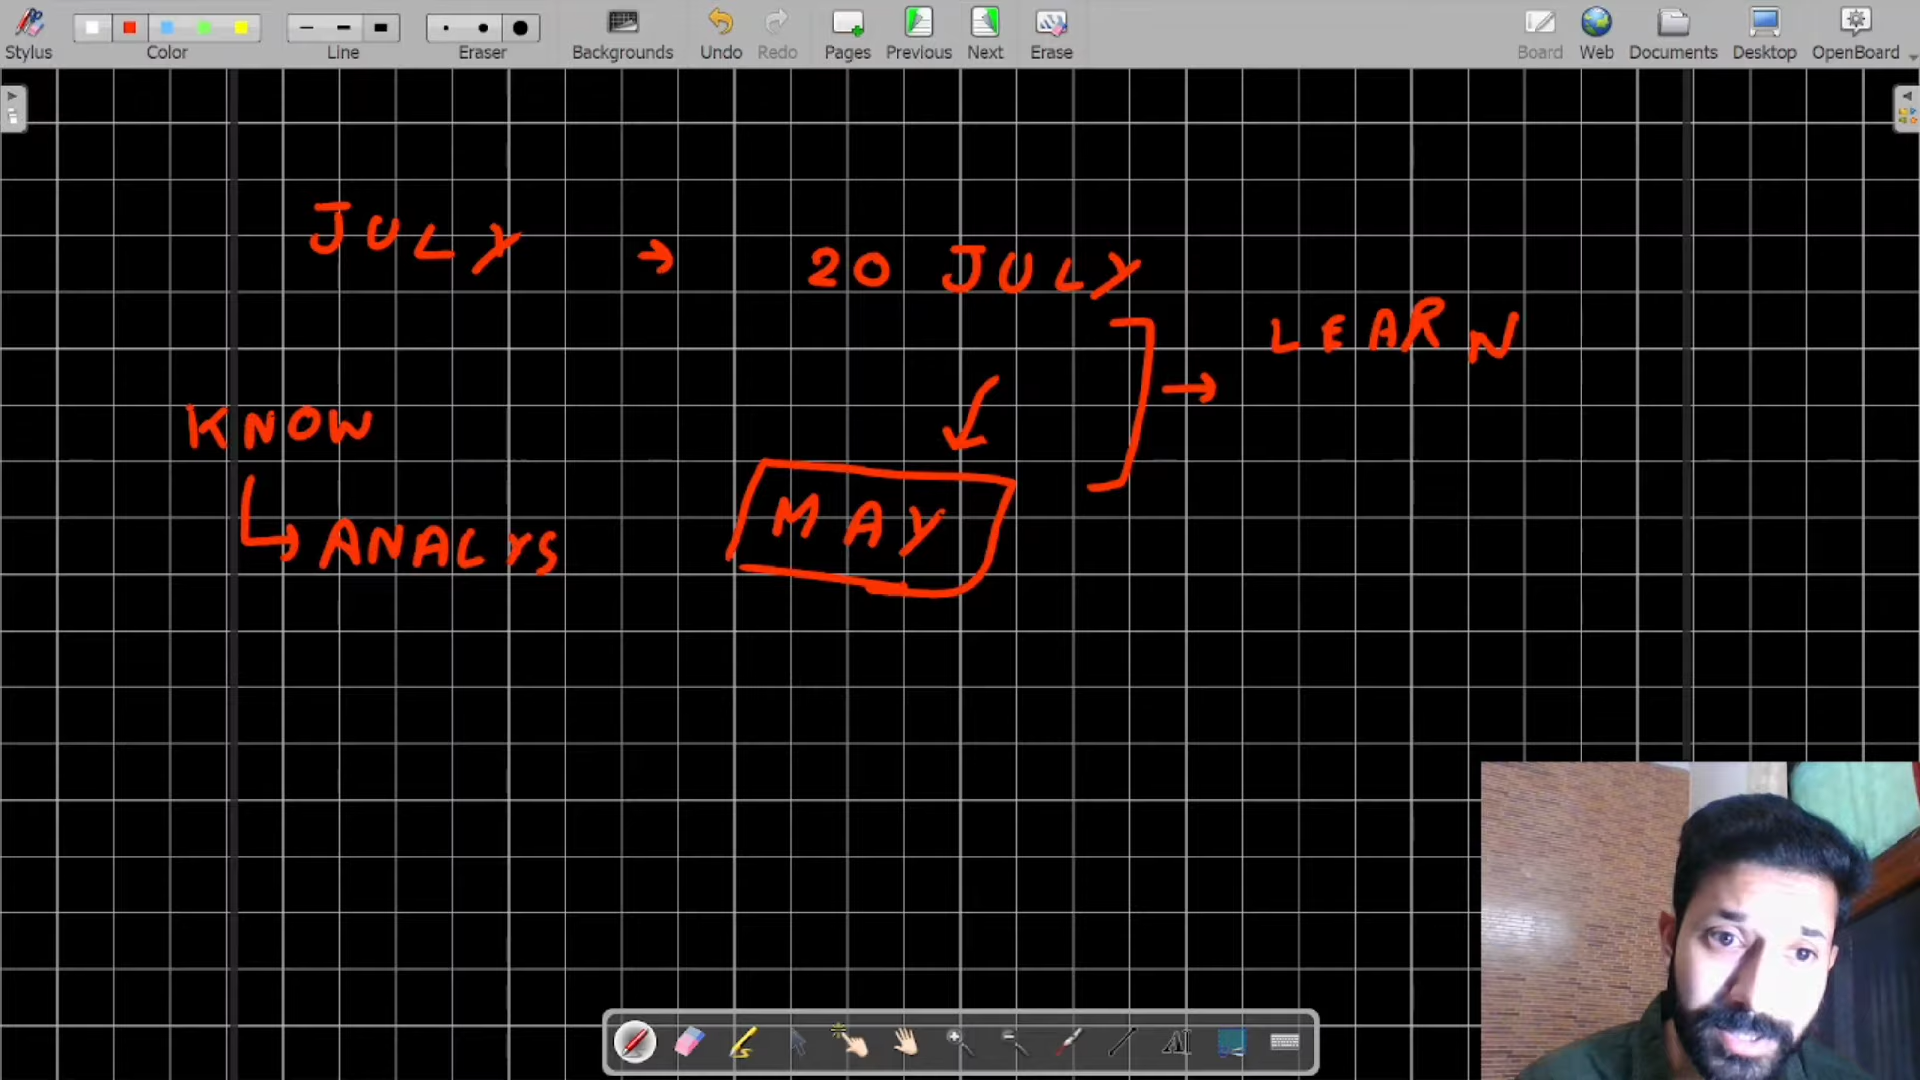 Stylus Color Line Eraser Backgrounds Undo Redo Pages Previous Next Erase Board Web Documents Desktop OpenBoard
JULY → 20 JULY
LEARN
KNOW
ANALYS
MAY
AI